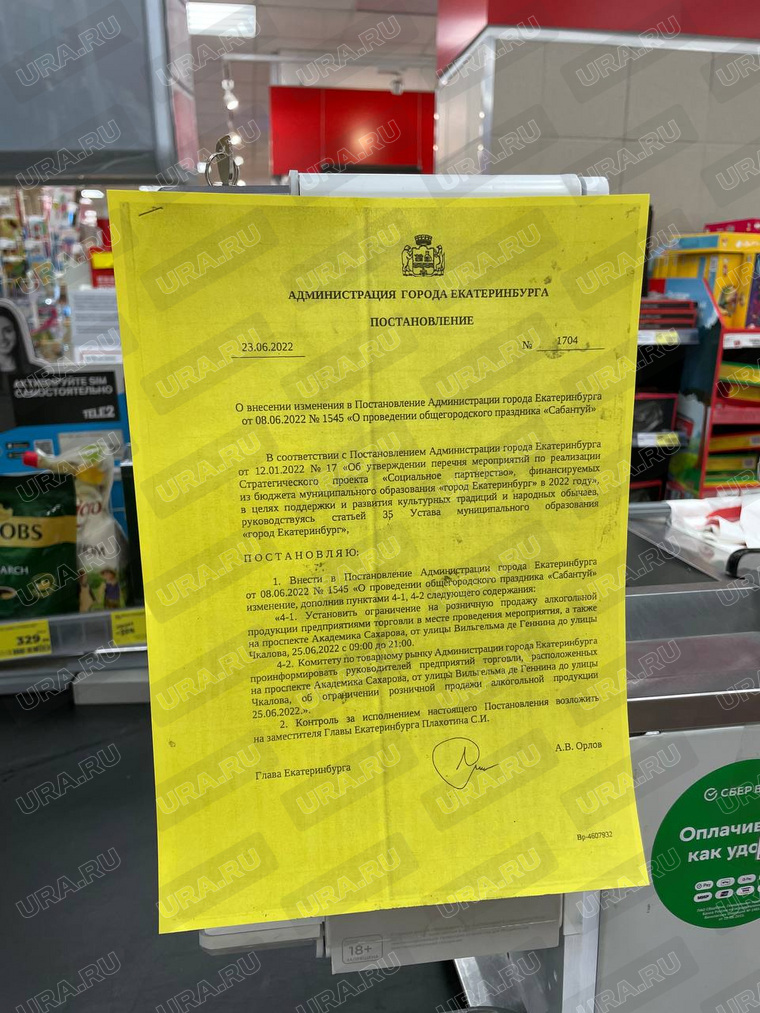 АДМИНИСТРАЦИЯ ГОРОДА ЕКАТЕРИНБУРГА
ПОСТАНОВЛЕНИЕ
23.06.2022 № 1704
О внесении изменения в Постановление Администрации города Екатеринбурга
от 08.06.2022 № 1545 «О проведении общегородского праздника «Сабантуй»
В соответствии с Постановлением Администрации города Екатеринбурга
от 12.01.2022 № 17 «Об утверждении перечня мероприятий по реализации
Стратегического проекта «Социальное партнерство», финансируемых
из бюджета муниципального образования «город Екатеринбург» в 2022 году»,
в целях поддержки и развития культурных традиций и народных обычаев,
руководствуясь статьей 35 Устава муниципального образования
«город Екатеринбург»,
ПОСТАНОВЛЯЮ:
1. Внести в Постановление Администрации города Екатеринбурга
от 08.06.2022 № 1545 «О проведении общегородского праздника «Сабантуй»
изменение, дополнив пунктами 4-1, 4-2 следующего содержания:
«4-1. Установить ограничение на розничную продажу алкогольной
продукции предприятиями торговли в месте проведения мероприятия, а также
на проспекте Академика Сахарова, от улицы Вильгельма де Геннина до улицы
Чкалова, 25.06.2022 с 09:00 до 21:00.
4-2. Комитету по товарному рынку Администрации города Екатеринбурга
проинформировать руководителей предприятий торговли, расположенных
на проспекте Академика Сахарова, от улицы Вильгельма де Геннина до улицы
Чкалова, об ограничении розничной продажи алкогольной продукции
25.06.2022.».
2. Контроль за исполнением настоящего Постановления возложить
на заместителя Главы Екатеринбурга Плахотина С.И.
Глава Екатеринбурга А.В. Орлов
Вр-4607932
АКТИВИРУЙТЕ SIM
САМОСТОЯТЕЛЬНО
TELE2
OBS
ARCH
329
18+
СБЕР
Оплачив
как удо
URA.RU